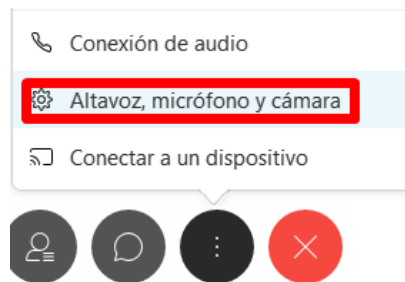 Conexión de audio
Altavoz, micrófono y cámara
Conectar a un dispositivo